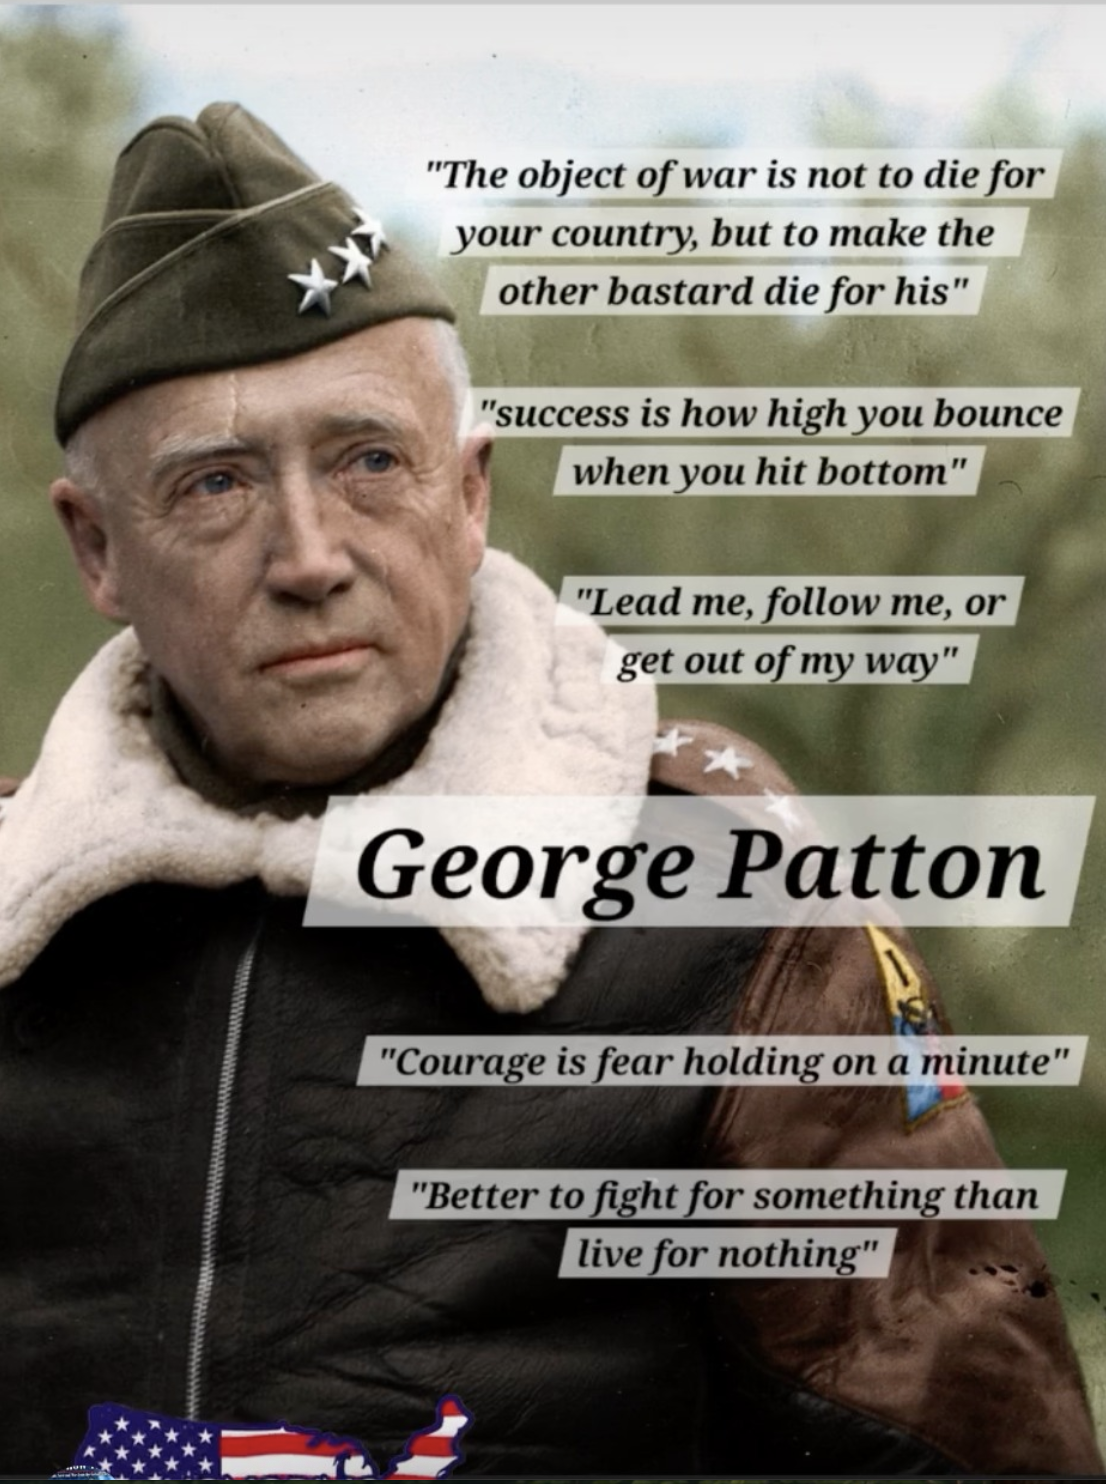 "The object of war is not to die for
your country, but to make the
other bastard die for his"
"success is how high you bounce
when you hit bottom"
"Lead me, follow me, or
get out of my way"
George Patton
"Courage is fear holding on a minute"
"Better to fight for something than
live for nothing"